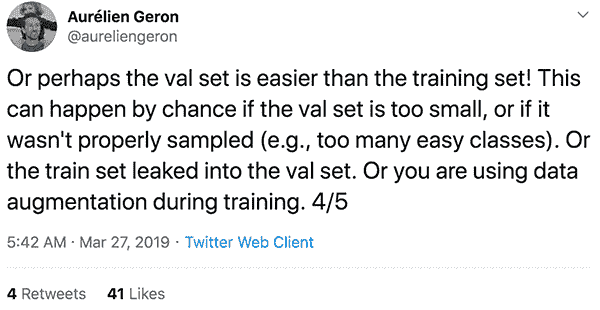 Aurélien Geron
@aureliengeron
Or perhaps the val set is easier than the training set! This
can happen by chance if the val set is too small, or if it
wasn't properly sampled (e.g., too many easy classes). Or
the train set leaked into the val set. Or you are using data
augmentation during training. 4/5
5:42 AM · Mar 27, 2019 · Twitter Web Client
4 Retweets 41 Likes